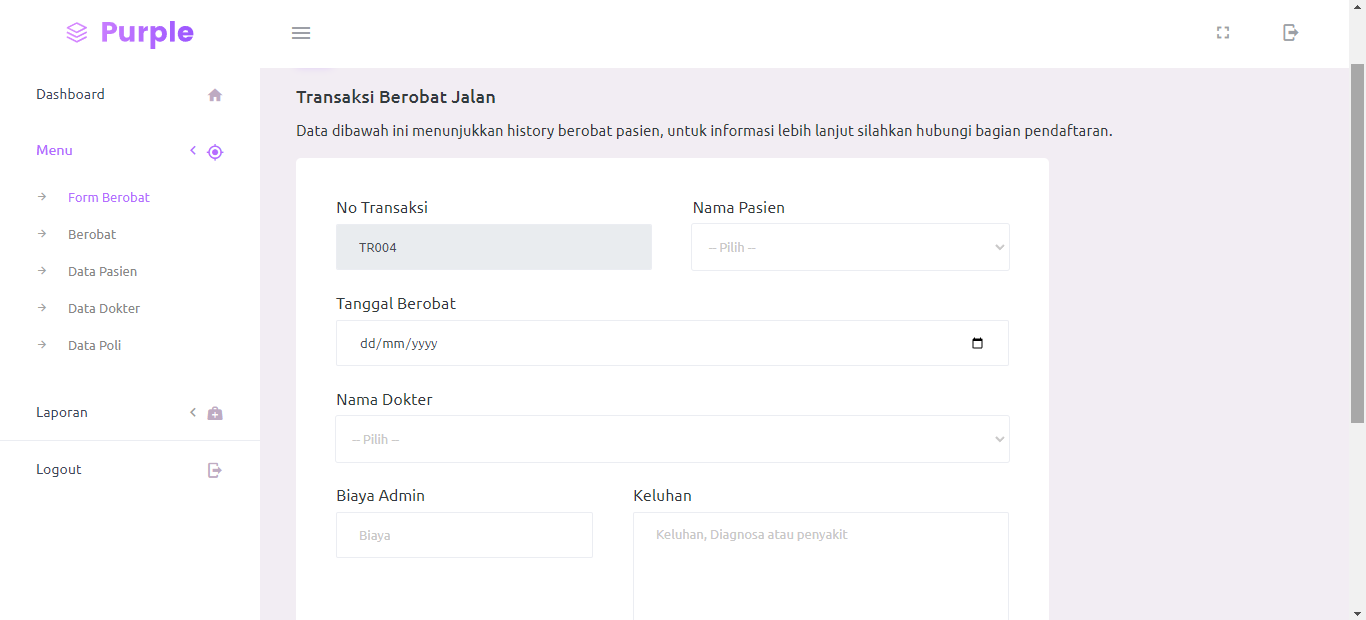 Purple
Dashboard
Menu
Form Berobat
Berobat
Data Pasien
Data Dokter
Data Poli
Laporan
Logout
Transaksi Berobat Jalan
Data dibawah ini menunjukkan history berobat pasien, untuk informasi lebih lanjut silahkan hubungi bagian pendaftaran.
No Transaksi
TR004
Nama Pasien
-- Pilih --
Tanggal Berobat
dd/mm/yyyy
Nama Dokter
-- Pilih --
Biaya Admin
Biaya
Keluhan
Keluhan, Diagnosa atau penyakit